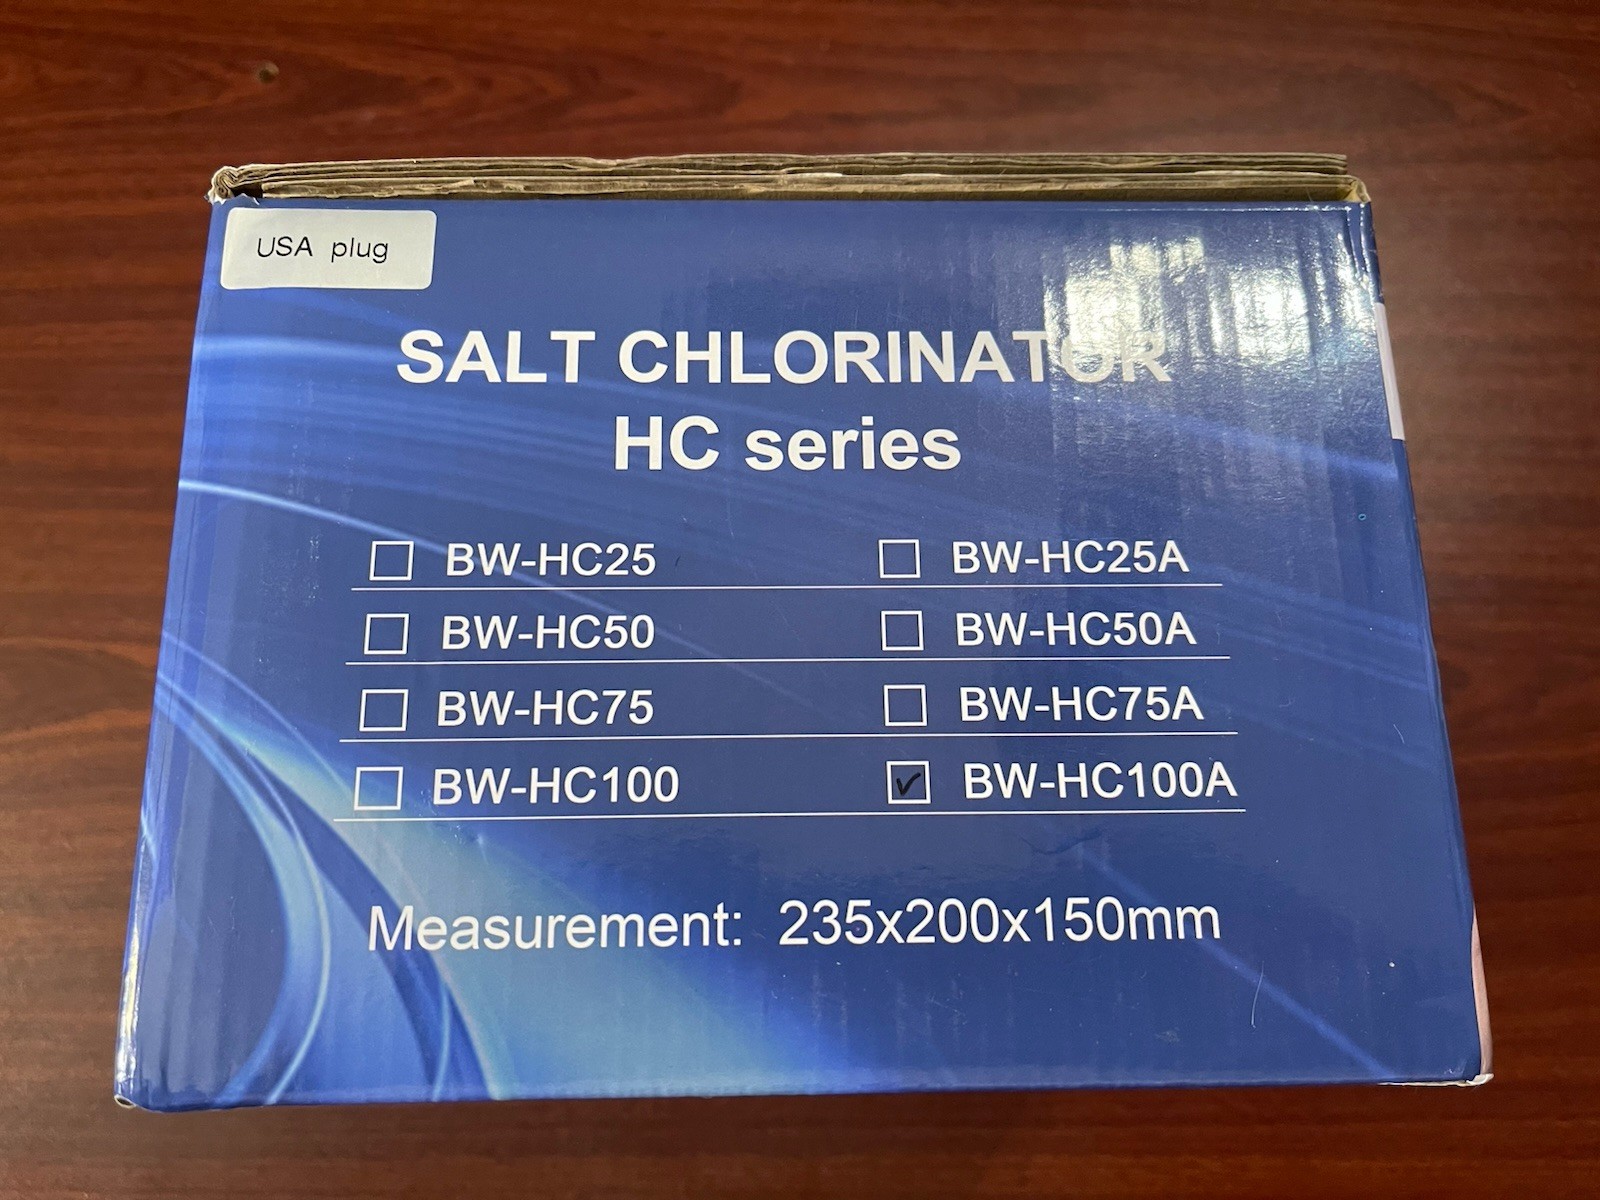 USA plug
SALT CHLORINATOR
HC series
BW-HC25 BW-HC25A
BW-HC50 BW-HC50A
BW-HC75 BW-HC75A
BW-HC100 BW-HC100A
Measurement: 235x200x150mm